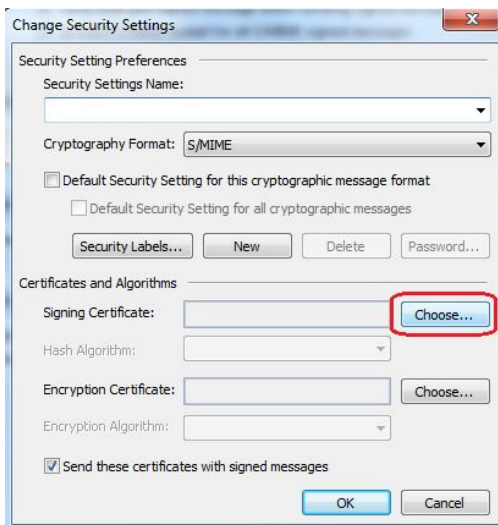 Change Security Settings
Security Setting Preferences
Security Settings Name:
Cryptography Format: S/MIME
Default Security Setting for this cryptographic message format
Default Security Setting for all cryptographic messages
Security Labels... New Delete Password...
Certificates and Algorithms
Signing Certificate: Choose...
Hash Algorithm:
Encryption Certificate: Choose...
Encryption Algorithm:
Send these certificates with signed messages
OK Cancel